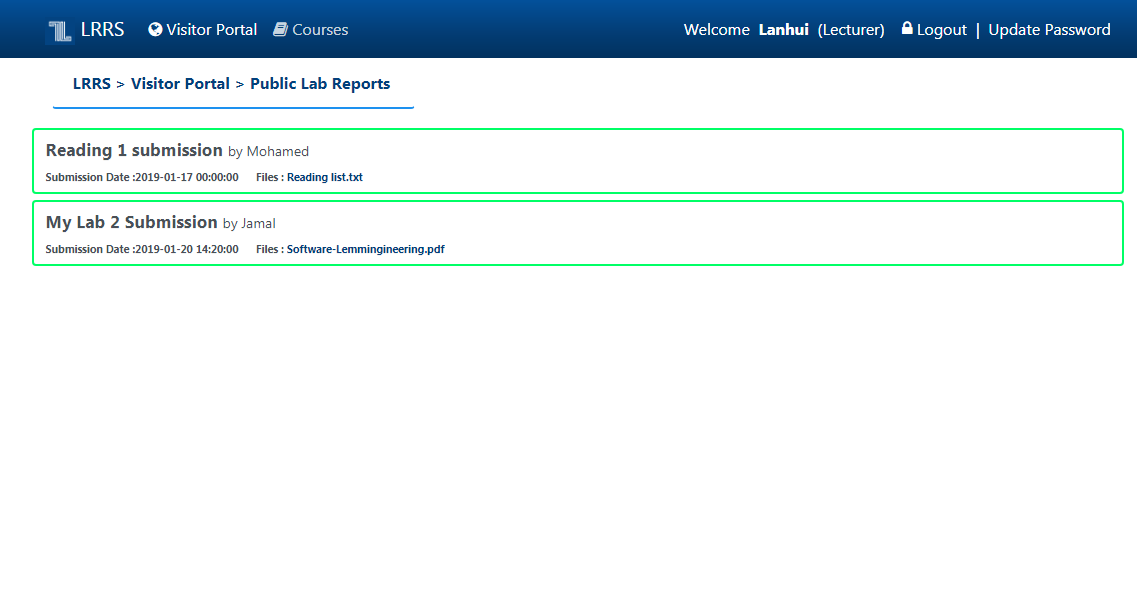 LRRS Visitor Portal Courses Welcome Lanhui (Lecturer) Logout | Update Password
LRRS > Visitor Portal > Public Lab Reports
Reading 1 submission by Mohamed
Submission Date :2019-01-17 00:00:00 Files : Reading list.txt
My Lab 2 Submission by Jamal
Submission Date :2019-01-20 14:20:00 Files : Software-Lemmingineering.pdf